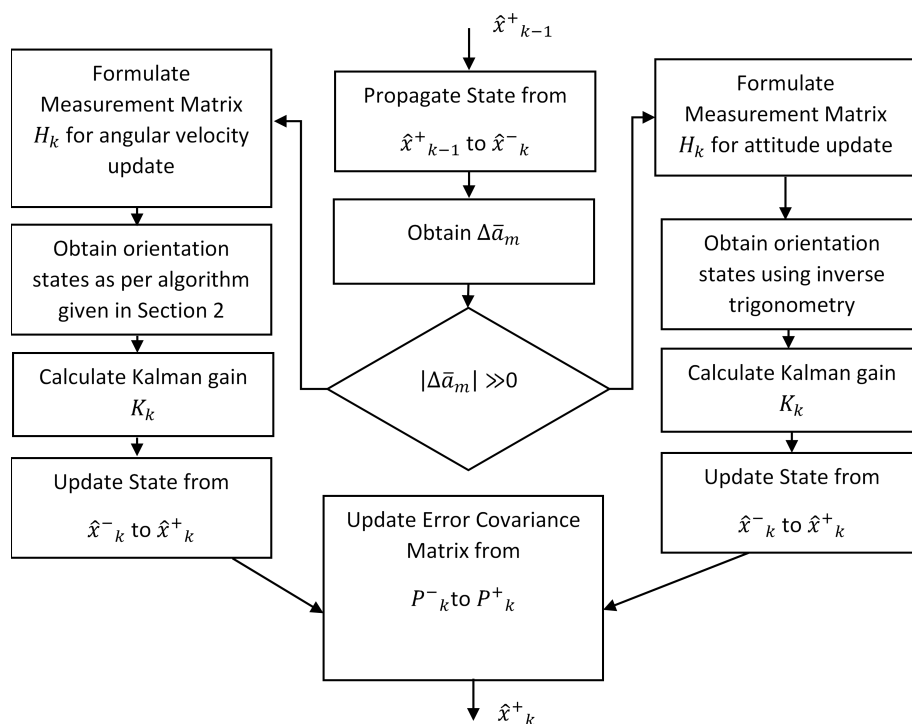 x̂⁺ₖ₋₁
Propagate State from
x̂⁺ₖ₋₁ to x̂⁻ₖ
Obtain Δāₘ
|Δāₘ| ≫0
Formulate
Measurement Matrix
Hₖ for angular velocity
update
Obtain orientation
states as per algorithm
given in Section 2
Calculate Kalman gain
Kₖ
Update State from
x̂⁻ₖ to x̂⁺ₖ
Formulate
Measurement Matrix
Hₖ for attitude update
Obtain orientation
states using inverse
trigonometry
Calculate Kalman gain
Kₖ
Update State from
x̂⁻ₖ to x̂⁺ₖ
Update Error Covariance
Matrix from
P⁻ₖto P⁺ₖ
x̂⁺ₖ